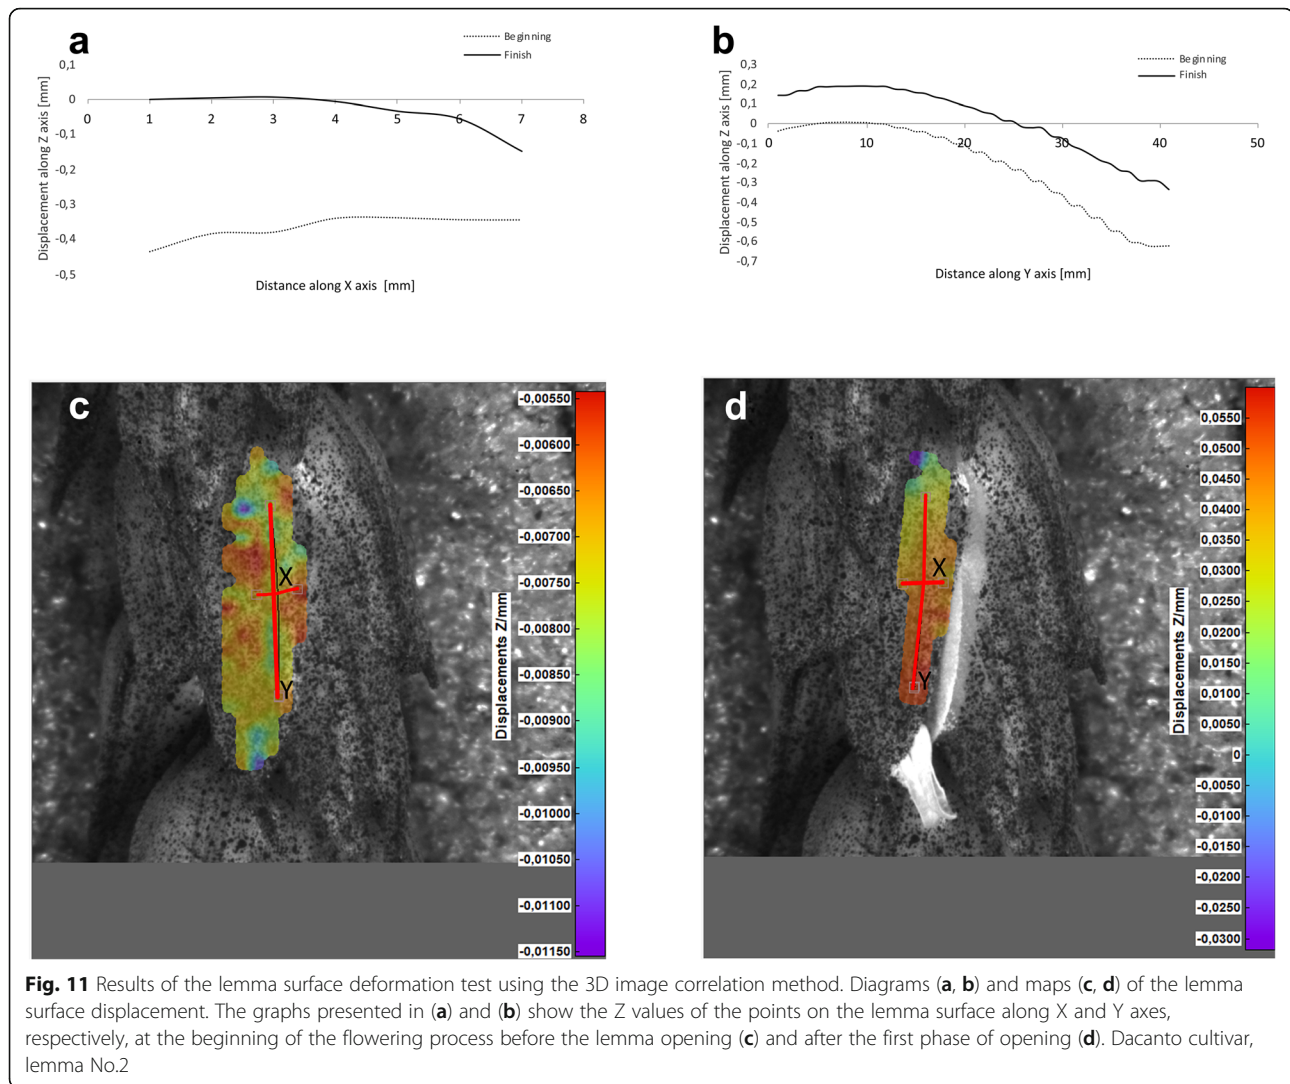 a
Beginning
Finish
Displacement along Z axis [mm]
0,1
0
-0,1
-0,2
-0,3
-0,4
-0,5
0 1 2 3 4 5 6 7 8
Distance along X axis [mm]
b
Beginning
Finish
Displacement along Z axis [mm]
0,3
0,2
0,1
0
-0,1
-0,2
-0,3
-0,4
-0,5
-0,6
-0,7
0 10 20 30 40 50
Distance along Y axis [mm]
c
X
Y
Displacements Z/mm
-0,00550
-0,00600
-0,00650
-0,00700
-0,00750
-0,00800
-0,00850
-0,00900
-0,00950
-0,01000
-0,01050
-0,01100
-0,01150
d
X
Y
Displacements Z/mm
0,0550
0,0500
0,0450
0,0400
0,0350
0,0300
0,0250
0,0200
0,0150
0,0100
0,0050
0
-0,0050
-0,0100
-0,0150
-0,0200
-0,0250
-0,0300
Fig. 11 Results of the lemma surface deformation test using the 3D image correlation method. Diagrams (a, b) and maps (c, d) of the lemma
surface displacement. The graphs presented in (a) and (b) show the Z values of the points on the lemma surface along X and Y axes,
respectively, at the beginning of the flowering process before the lemma opening (c) and after the first phase of opening (d). Dacanto cultivar,
lemma No.2